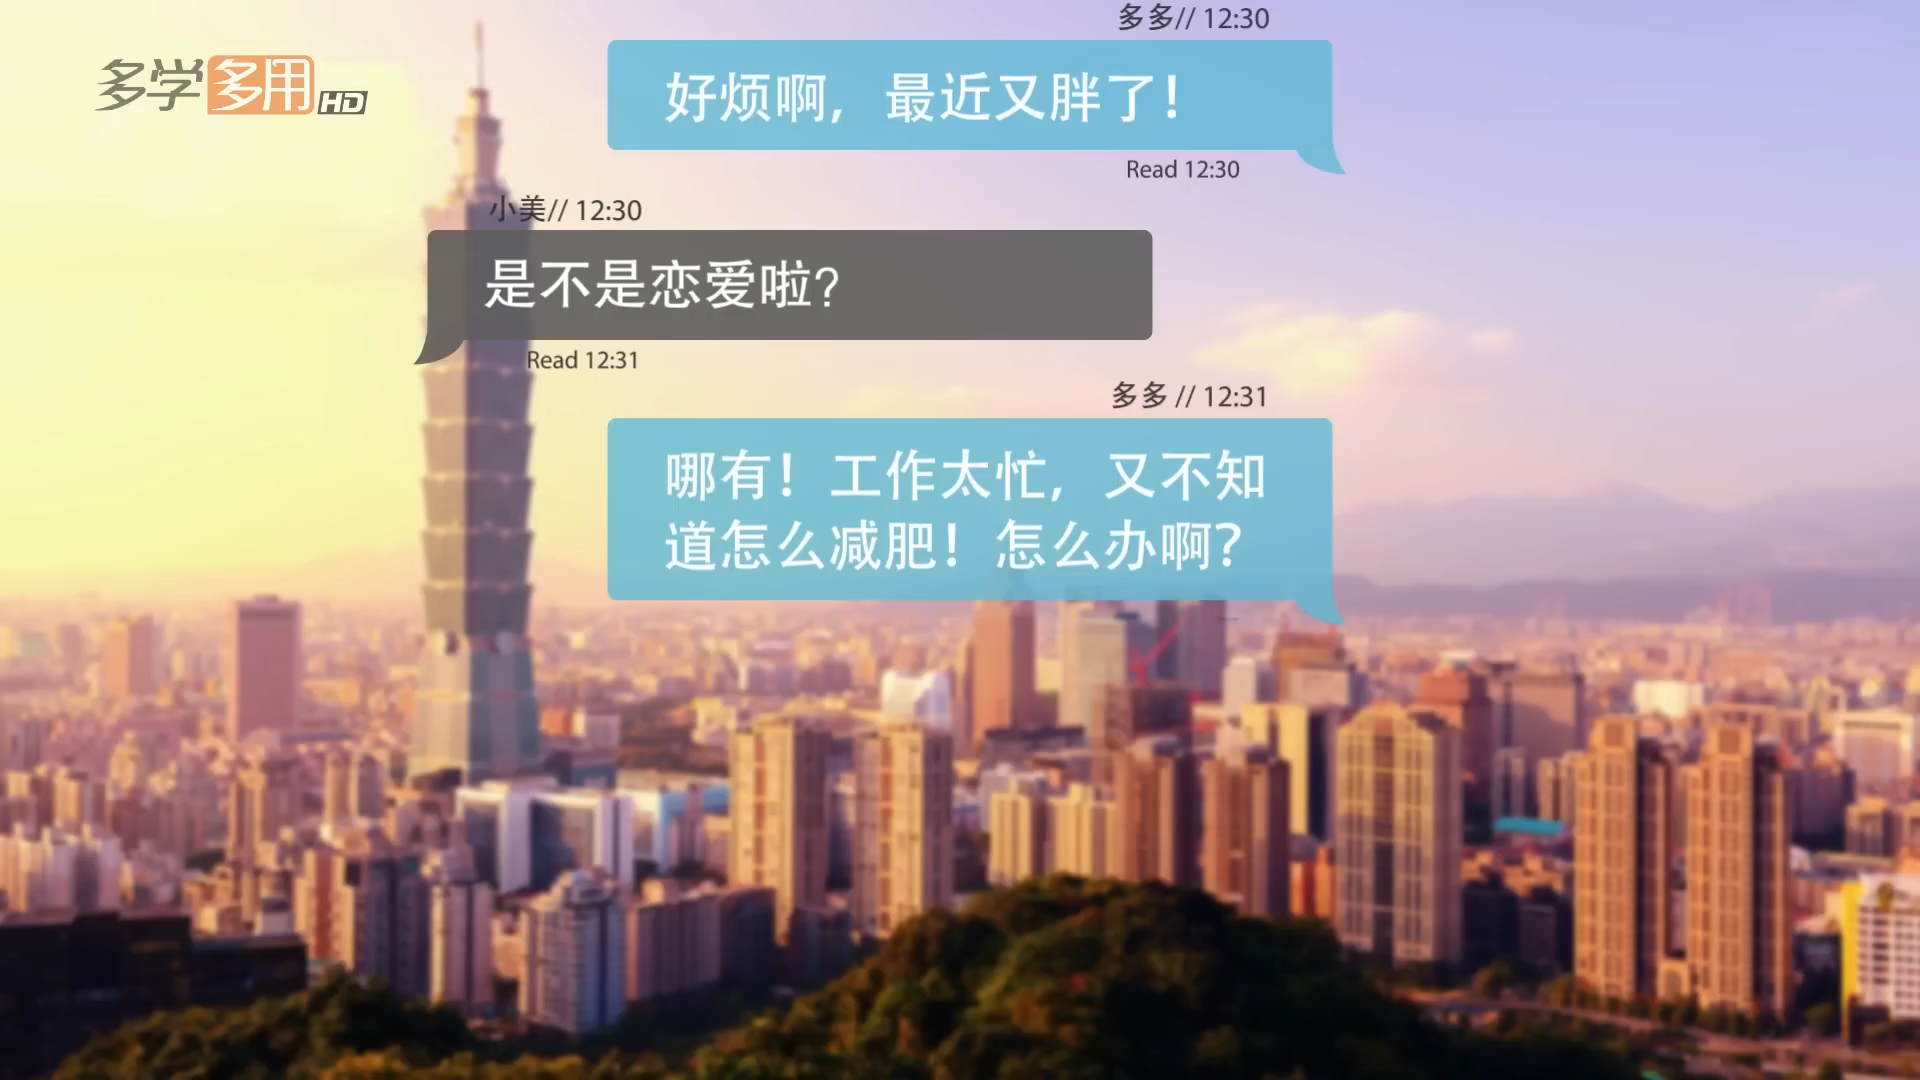 多学多用HD
多多// 12:30
好烦啊，最近又胖了！
Read 12:30
小美// 12:30
是不是恋爱啦？
Read 12:31
多多 // 12:31
哪有！工作太忙，又不知
道怎么减肥！怎么办啊？